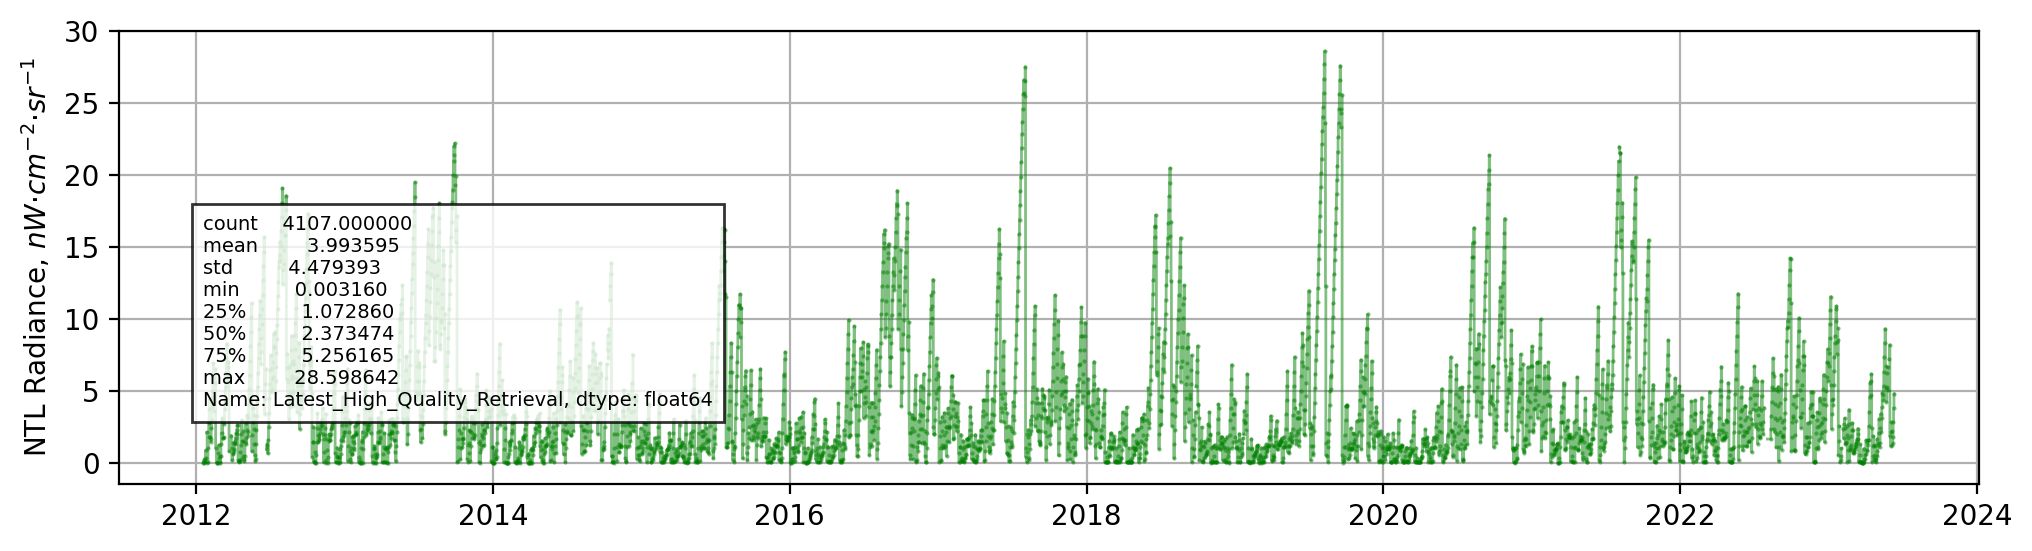 NTL Radiance, nW·cm⁻².sr⁻¹
30
25
20
15
10
5
0
count 4107.000000
mean 3.993595
std 4.479393
min 0.003160
25% 1.072860
50% 2.373474
75% 5.256165
max 28.598642
Name: Latest_High_Quality_Retrieval, dtype: float64
2012 2014 2016 2018 2020 2022 2024